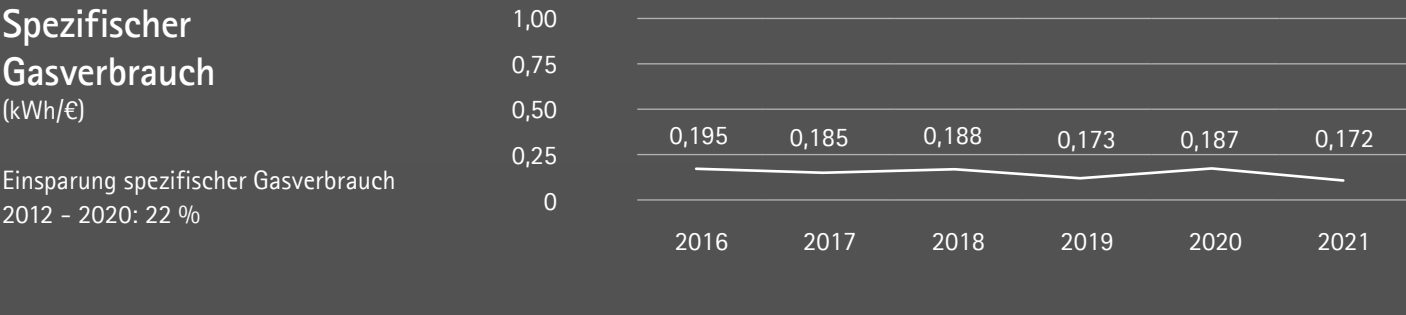 Spezifischer
Gasverbrauch
(kWh/€)
Einsparung spezifischer Gasverbrauch
2012 - 2020: 22 %
1,00
0,75
0,50
0,25
0
0,195 0,185 0,188 0,173 0,187 0,172
2016 2017 2018 2019 2020 2021